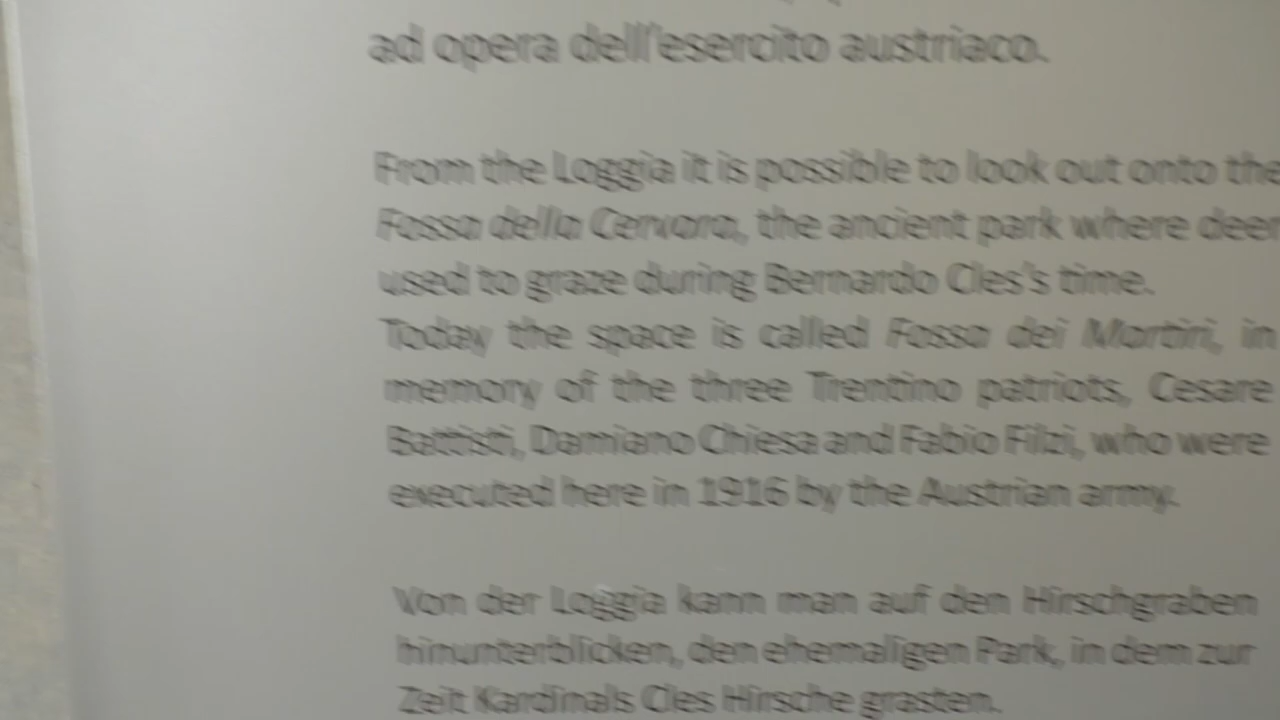 ad opera dell'esercito austriaco.
From the Loggia it is possible to look out onto the
Fossa della Cervara, the ancient park where deer
used to graze during Bernardo Cles's time.
Today the space is called Fossa dei Martiri, in
memory of the three Trentino patriots, Cesare
Battisti, Damiano Chiesa and Fabio Filzi, who were
executed here in 1916 by the Austrian army.
Von der Loggia kann man auf den Hirschgraben
hinunterblicken, den ehemaligen Park, in dem zur
Zeit Kardinals Cles Hirsche grasten.